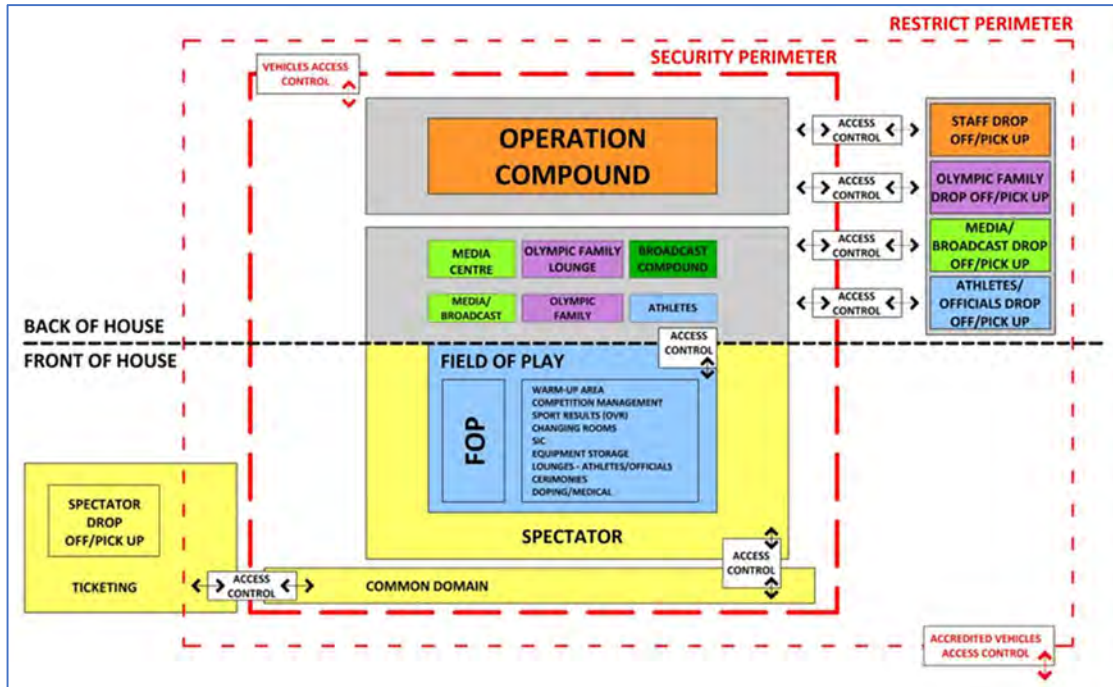 RESTRICT PERIMETER
SECURITY PERIMETER
VEHICLES ACCESS
CONTROL
OPERATION
COMPOUND
ACCESS
CONTROL
STAFF DROP
OFF/PICK UP
ACCESS
CONTROL
OLYMPIC FAMILY
DROP OFF/PICK UP
MEDIA
CENTRE
OLYMPIC FAMILY
LOUNGE
BROADCAST
COMPOUND
ACCESS
CONTROL
MEDIA/
BROADCAST DROP
OFF/PICK UP
MEDIA/
BROADCAST
OLYMPIC
FAMILY
ATHLETES
ACCESS
CONTROL
ATHLETES/
OFFICIALS DROP
OFF/PICK UP
BACK OF HOUSE
FRONT OF HOUSE
ACCESS
CONTROL
FIELD OF PLAY
FOP
WARM-UP AREA
COMPETITION MANAGEMENT
SPORT RESULTS (OVR)
CHANGING ROOMS
SIC
EQUIPMENT STORAGE
LOUNGES - ATHLETES/OFFICIALS
CERIMONIES
DOPING/MEDICAL
SPECTATOR
SPECTATOR
DROP
OFF/PICK UP
TICKETING
ACCESS
CONTROL
COMMON DOMAIN
ACCESS
CONTROL
ACCREDITED VEHICLES
ACCESS CONTROL